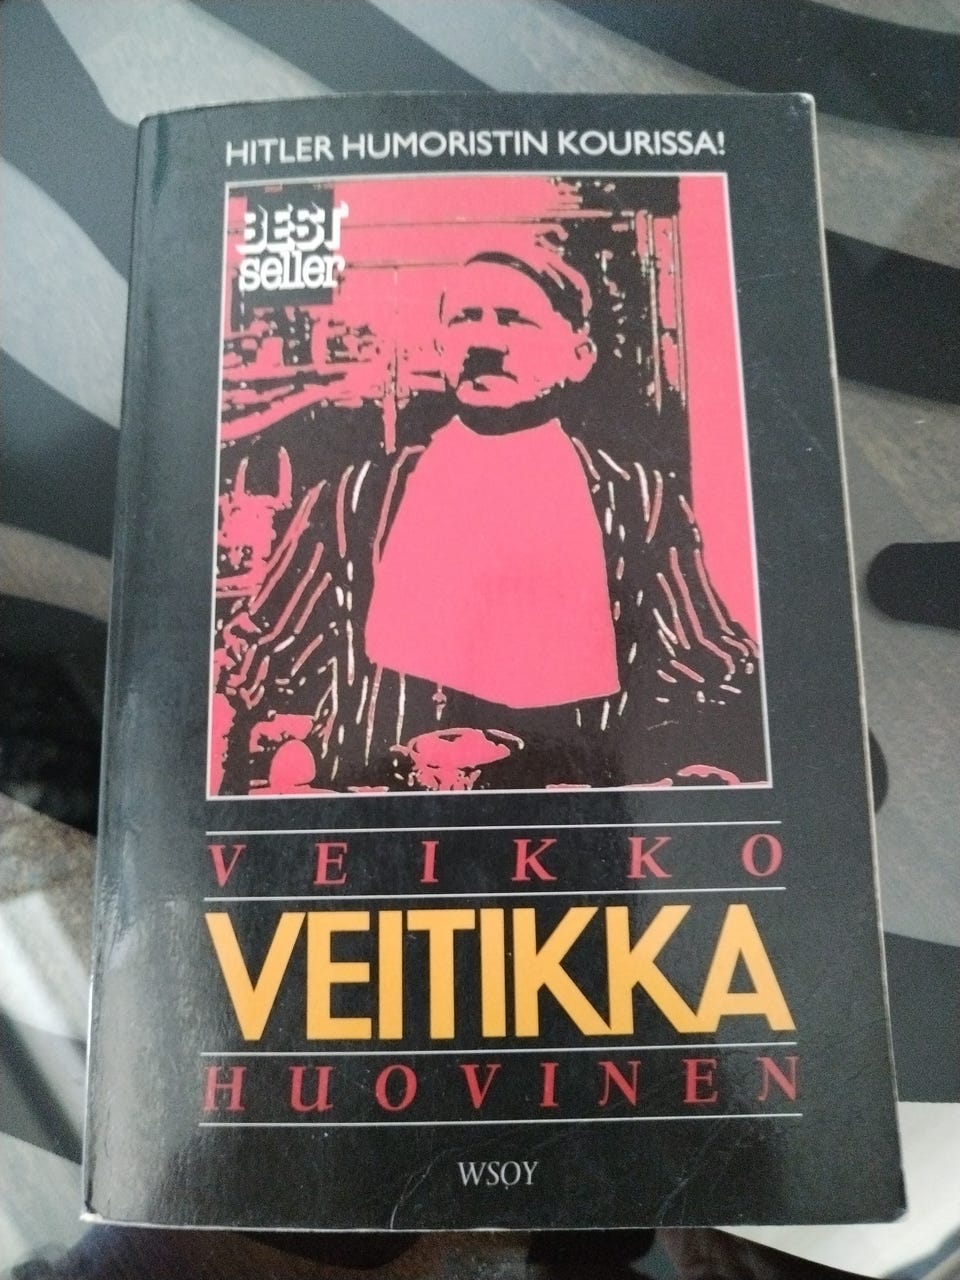 HITLER HUMORISTIN KOURISSA!
BEST
seller
VEIKKO
VEITIKKA
HUOVINEN
WSOY